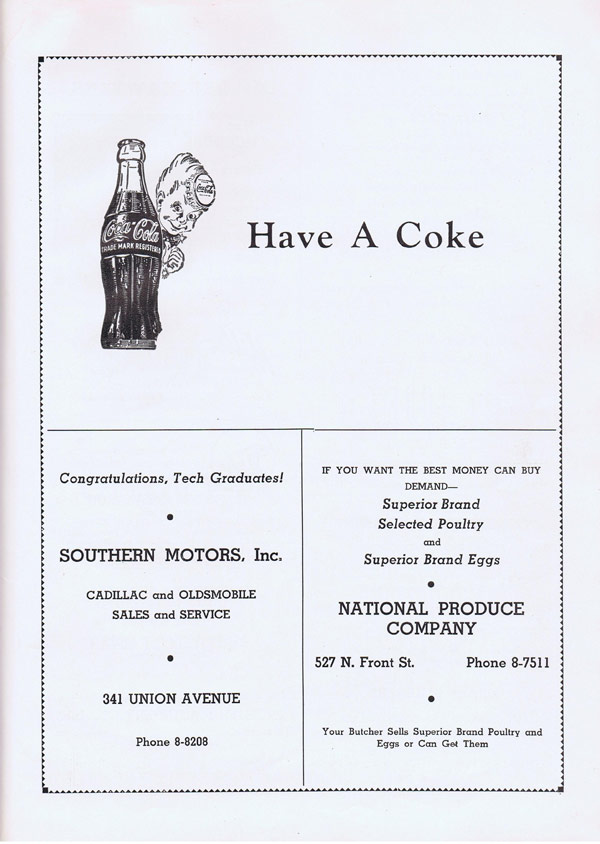 Have A Coke
Coca-Cola
Coca-Cola
TRADE MARK REGISTERED
Congratulations, Tech Graduates!
SOUTHERN MOTORS, Inc.
CADILLAC and OLDSMOBILE
SALES and SERVICE
341 UNION AVENUE
Phone 8-8208
IF YOU WANT THE BEST MONEY CAN BUY
DEMAND—
Superior Brand
Selected Poultry
and
Superior Brand Eggs
NATIONAL PRODUCE
COMPANY
527 N. Front St. Phone 8-7511
Your Butcher Sells Superior Brand Poultry and
Eggs or Can Get Them